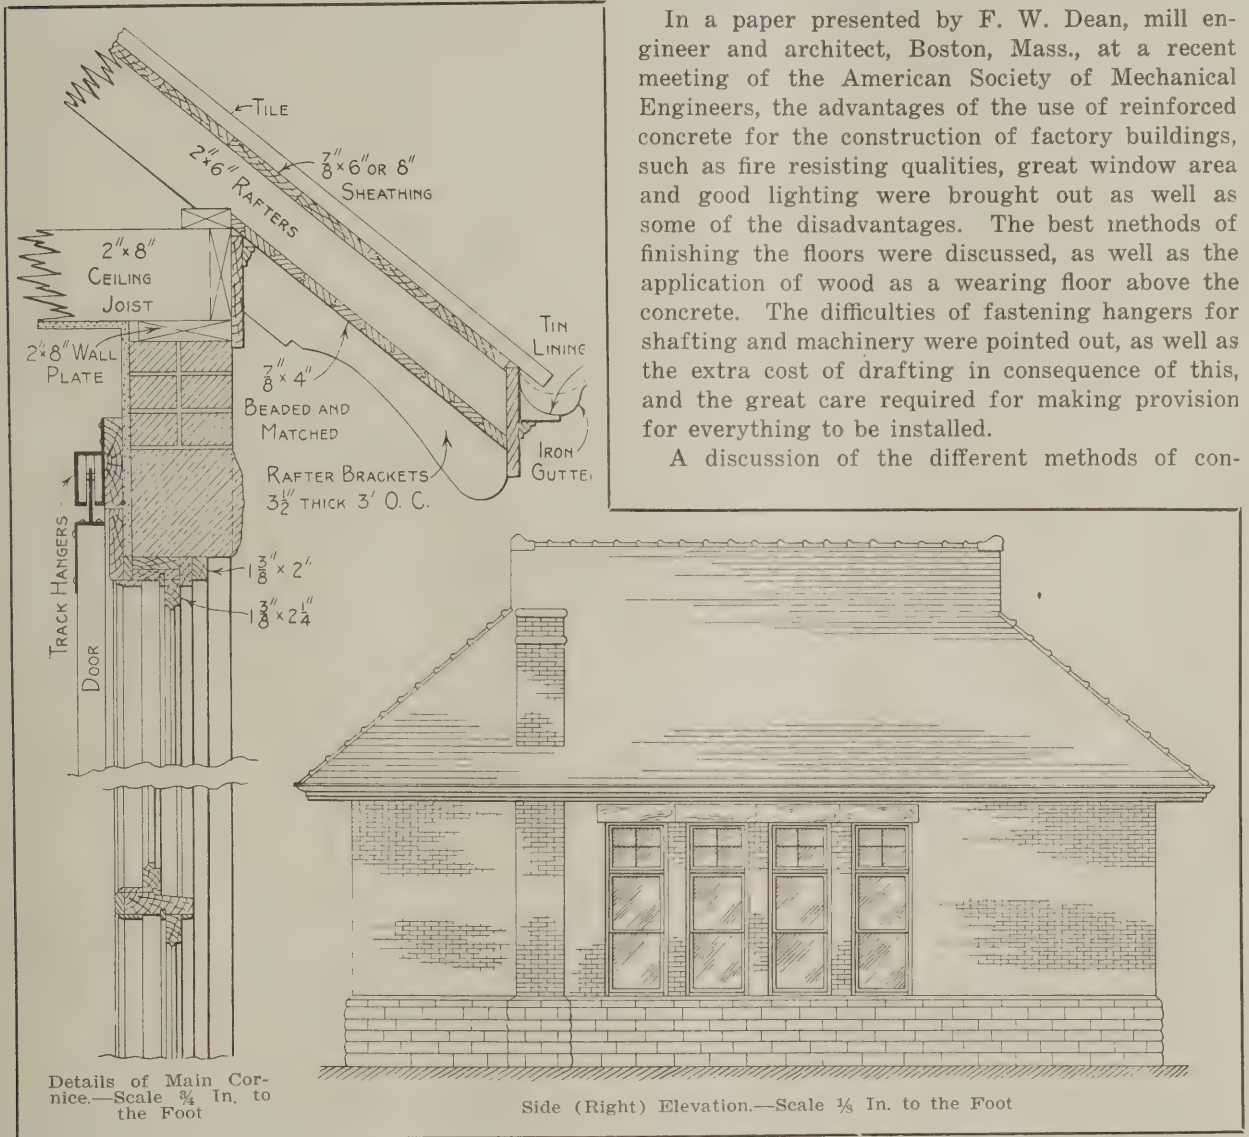 In a paper presented by F. W. Dean, mill en-
gineer and architect, Boston, Mass., at a recent
meeting of the American Society of Mechanical
Engineers, the advantages of the use of reinforced
concrete for the construction of factory buildings,
such as fire resisting qualities, great window area
and good lighting were brought out as well as
some of the disadvantages. The best methods of
finishing the floors were discussed, as well as the
application of wood as a wearing floor above the
concrete. The difficulties of fastening hangers for
shafting and machinery were pointed out, as well as
the extra cost of drafting in consequence of this,
and the great care required for making provision
for everything to be installed.
A discussion of the different methods of con-
TILE
7/8" × 6" OR 8"
SHEATHING
2" × 6" RAFTERS
2" × 8"
CEILING
JOIST
2" × 8" WALL
PLATE
7/8" × 4"
BEADED AND
MATCHED
TIN
LINING
IRON
GUTTE
RAFTER BRACKETS
3 1/2" THICK 3' O. C.
TRACK HANGERS
DOOR
1 3/8" × 2"
1 3/8" × 2 1/4"
Details of Main Cor-
nice.—Scale ¾ In. to
the Foot
Side (Right) Elevation.—Scale ⅛ In. to the Foot